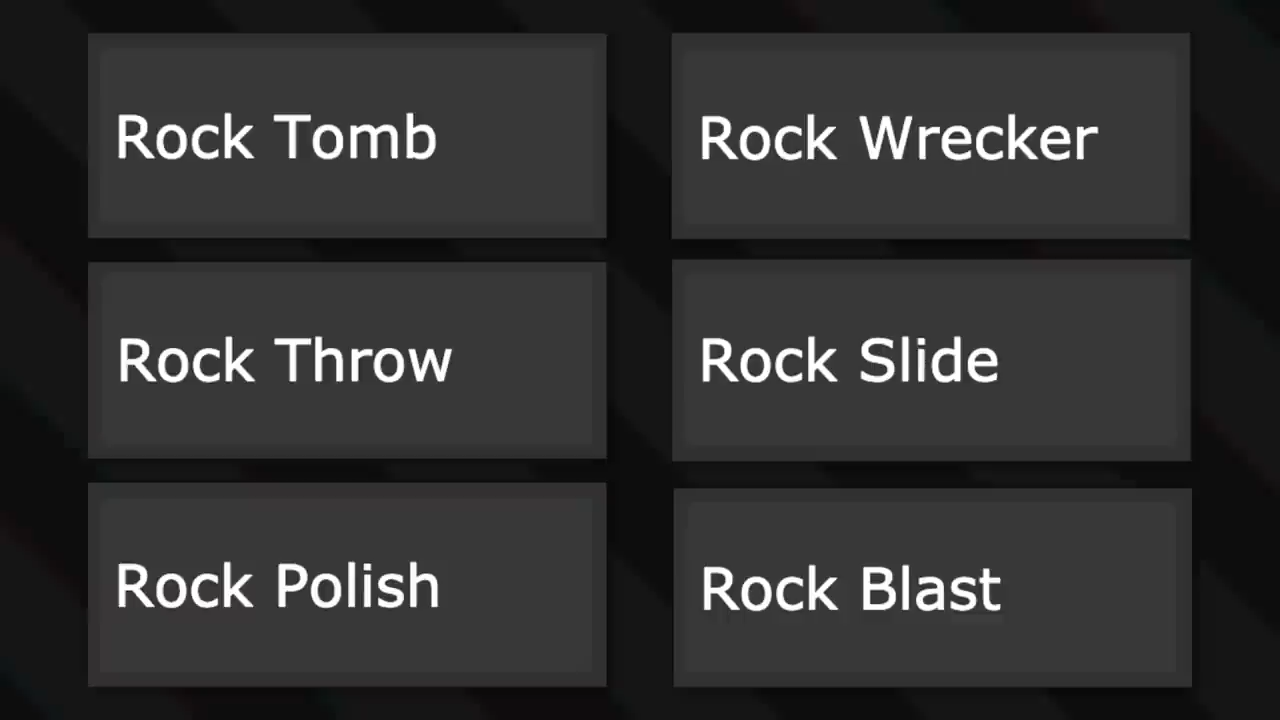 Rock Tomb
Rock Wrecker
Rock Throw
Rock Slide
Rock Polish
Rock Blast